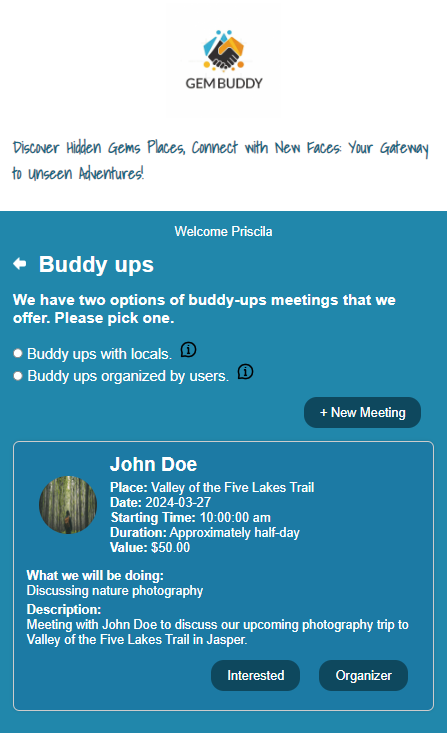 GEM BUDDY
Discover Hidden Gems Places, Connect with New Faces: Your Gateway
to Unseen Adventures!
Welcome Priscila
Buddy ups
We have two options of buddy-ups meetings that we
offer. Please pick one.
Buddy ups with locals.
Buddy ups organized by users.
+ New Meeting
John Doe
Place: Valley of the Five Lakes Trail
Date: 2024-03-27
Starting Time: 10:00:00 am
Duration: Approximately half-day
Value: $50.00
What we will be doing:
Discussing nature photography
Description:
Meeting with John Doe to discuss our upcoming photography trip to
Valley of the Five Lakes Trail in Jasper.
Interested Organizer